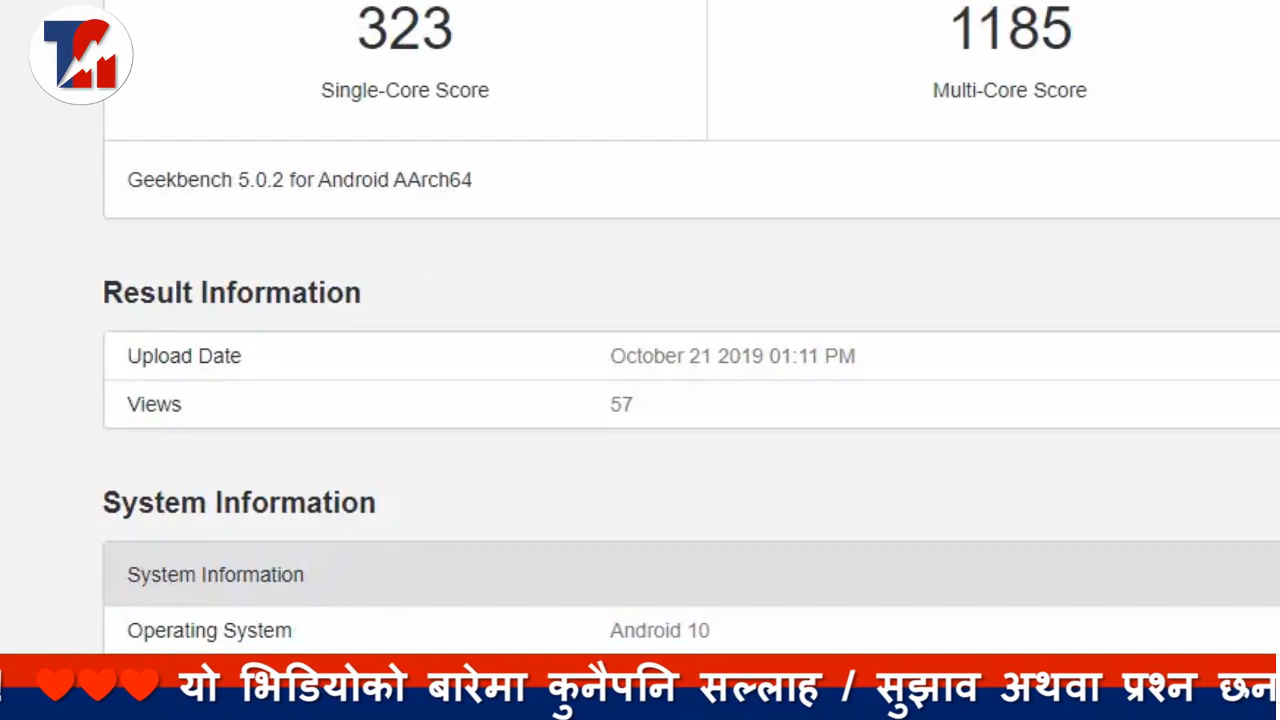 323
1185
Single-Core Score
Multi-Core Score
Geekbench 5.0.2 for Android AArch64
Result Information
Upload Date October 21 2019 01:11 PM
Views 57
System Information
System Information
Operating System Android 10
! ❤️❤️❤️ यो भिडियोको बारेमा कुनैपनि सल्लाह / सुझाव अथवा प्रश्न छन